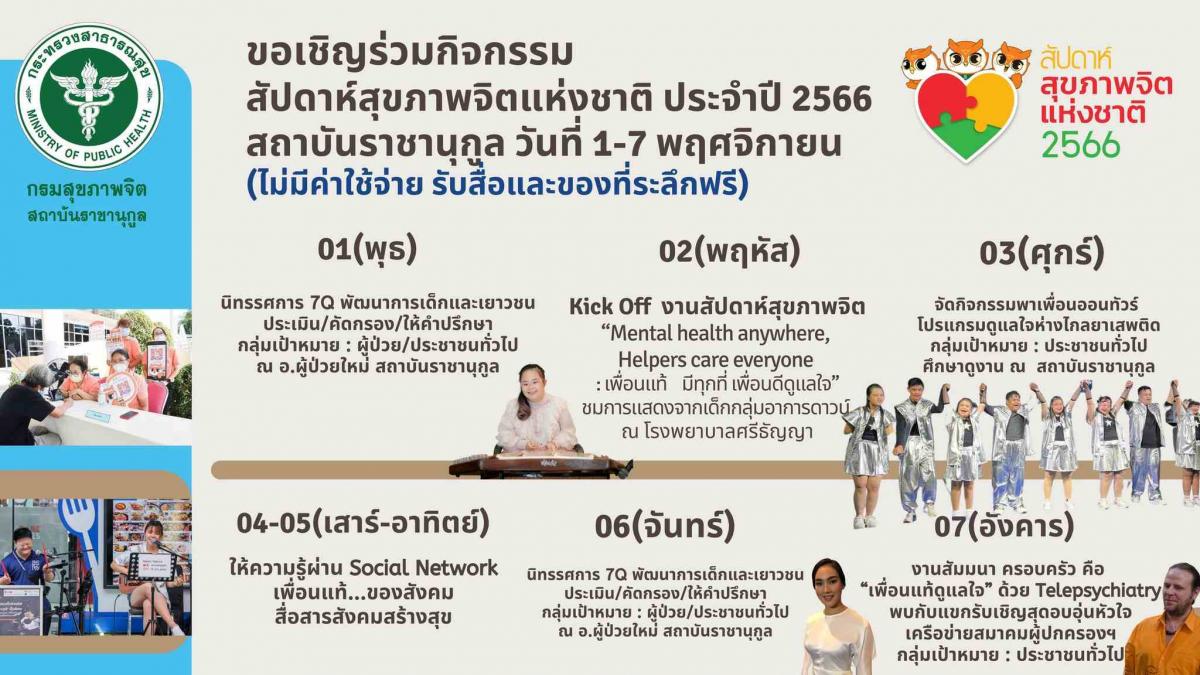 กระทรวงสาธารณสุข
MINISTRY OF PUBLIC HEALTH
กรมสุขภาพจิต
สถาบันราชานุกูล
ขอเชิญร่วมกิจกรรม
สัปดาห์สุขภาพจิตแห่งชาติ ประจำปี 2566
สถาบันราชานุกูล วันที่ 1-7 พฤศจิกายน
(ไม่มีค่าใช้จ่าย รับสื่อและของที่ระลึกฟรี)
สัปดาห์
สุขภาพจิต
แห่งชาติ
2566
01(พุธ)
นิทรรศการ 7Q พัฒนาการเด็กและเยาวชน
ประเมิน/คัดกรอง/ให้คำปรึกษา
กลุ่มเป้าหมาย : ผู้ป่วย/ประชาชนทั่วไป
ณ อ.ผู้ป่วยใหม่ สถาบันราชานุกูล
02(พฤหัส)
Kick Off งานสัปดาห์สุขภาพจิต
“Mental health anywhere,
Helpers care everyone
: เพื่อนแท้ มีทุกที่ เพื่อนดีดูแลใจ”
ชมการแสดงจากเด็กกลุ่มอาการดาวน์
ณ โรงพยาบาลศรีธัญญา
03(ศุกร์)
จัดกิจกรรมพาเพื่อนออนทัวร์
โปรแกรมดูแลใจห่างไกลยาเสพติด
กลุ่มเป้าหมาย : ประชาชนทั่วไป
ศึกษาดูงาน ณ สถาบันราชานุกูล
04-05(เสาร์-อาทิตย์)
ให้ความรู้ผ่าน Social Network
เพื่อนแท้...ของสังคม
สื่อสารสังคมสร้างสุข
06(จันทร์)
นิทรรศการ 7Q พัฒนาการเด็กและเยาวชน
ประเมิน/คัดกรอง/ให้คำปรึกษา
กลุ่มเป้าหมาย : ผู้ป่วย/ประชาชนทั่วไป
ณ อ.ผู้ป่วยใหม่ สถาบันราชานุกูล
07(อังคาร)
งานสัมมนา ครอบครัว คือ
“เพื่อนแท้ดูแลใจ” ด้วย Telepsychiatry
พบกับแขกรับเชิญสุดอบอุ่นหัวใจ
เครือข่ายสมาคมผู้ปกครองฯ
กลุ่มเป้าหมาย : ประชาชนทั่วไป